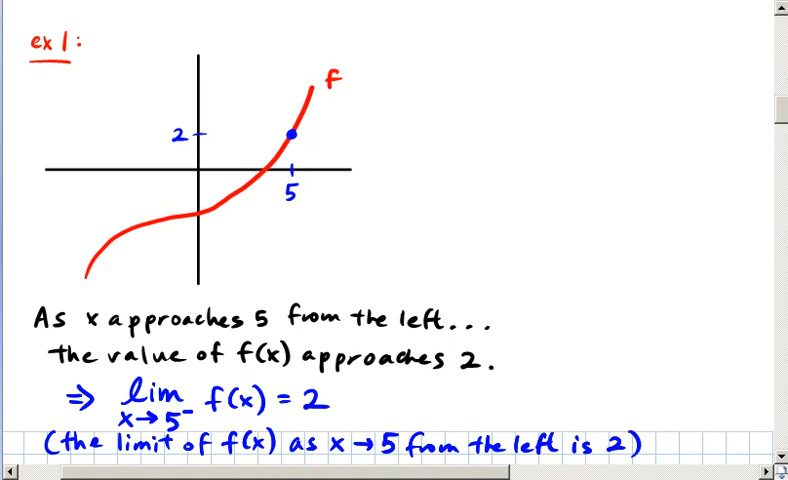 ex 1:
f
2
5
As x approaches 5 from the left...
the value of f(x) approaches 2.
⇒ lim f(x) = 2
x→5⁻
(the limit of f(x) as x→5 from the left is 2)